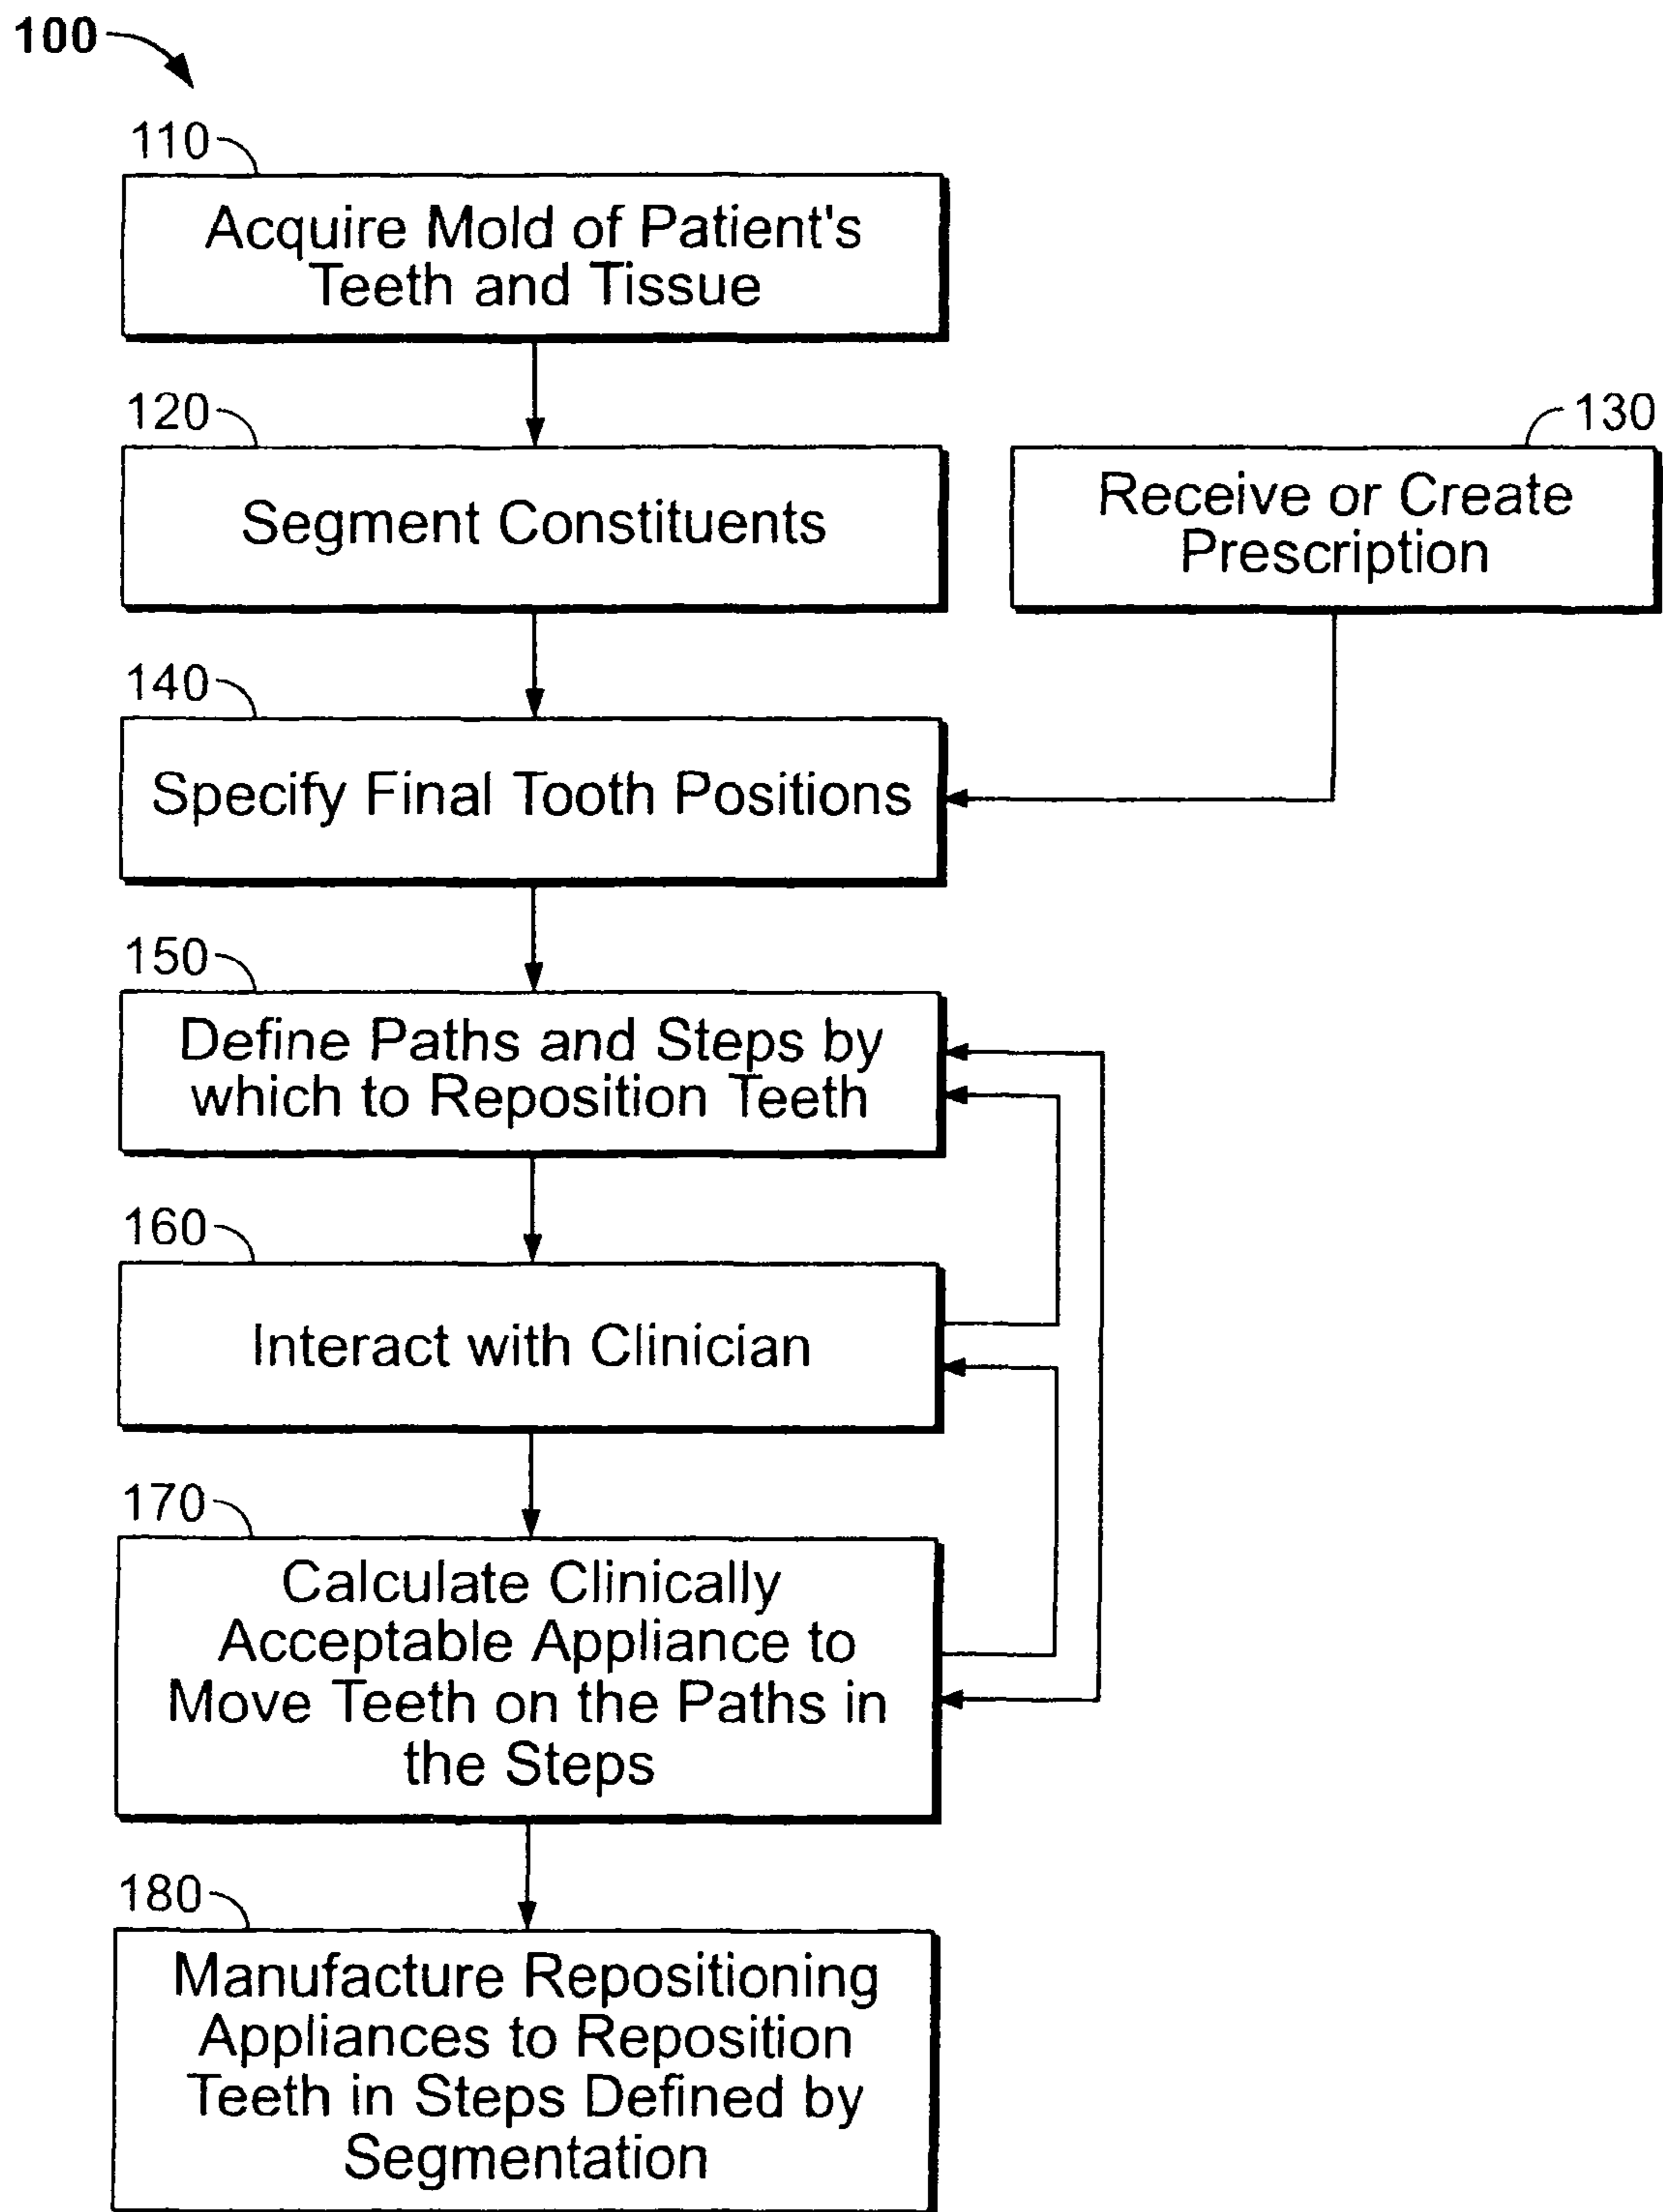 100
110
Acquire Mold of Patient's
Teeth and Tissue
120
Segment Constituents
130
Receive or Create
Prescription
140
Specify Final Tooth Positions
150
Define Paths and Steps by
which to Reposition Teeth
160
Interact with Clinician
170
Calculate Clinically
Acceptable Appliance to
Move Teeth on the Paths in
the Steps
180
Manufacture Repositioning
Appliances to Reposition
Teeth in Steps Defined by
Segmentation